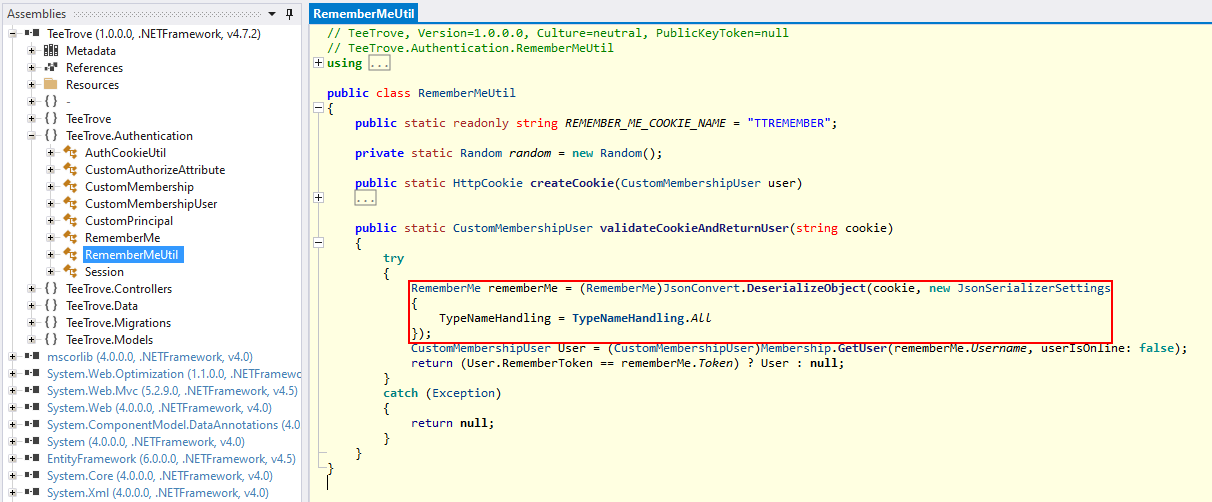 Assemblies
TeeTrove (1.0.0.0, .NETFramework, v4.7.2)
Metadata
References
Resources
{ } -
{ } TeeTrove
{ } TeeTrove.Authentication
AuthCookieUtil
CustomAuthorizeAttribute
CustomMembership
CustomMembershipUser
CustomPrincipal
RememberMe
RememberMeUtil
Session
{ } TeeTrove.Controllers
{ } TeeTrove.Data
{ } TeeTrove.Migrations
{ } TeeTrove.Models
mscorlib (4.0.0.0, .NETFramework, v4.0)
System.Web.Optimization (1.1.0.0, .NETFramewo
System.Web.Mvc (5.2.9.0, .NETFramework, v4.5)
System.Web (4.0.0.0, .NETFramework, v4.0)
System.ComponentModel.DataAnnotations (4.0
System (4.0.0.0, .NETFramework, v4.0)
EntityFramework (6.0.0.0, .NETFramework, v4.5)
System.Core (4.0.0.0, .NETFramework, v4.0)
System.Xml (4.0.0.0, .NETFramework, v4.0)
RememberMeUtil
// TeeTrove, Version=1.0.0.0, Culture=neutral, PublicKeyToken=null
// TeeTrove.Authentication.RememberMeUtil
using ...
public class RememberMeUtil
{
public static readonly string REMEMBER_ME_COOKIE_NAME = "TTREMEMBER";
private static Random random = new Random();
public static HttpCookie createCookie(CustomMembershipUser user)
...
public static CustomMembershipUser validateCookieAndReturnUser(string cookie)
{
try
{
RememberMe rememberMe = (RememberMe)JsonConvert.DeserializeObject(cookie, new JsonSerializerSettings
{
TypeNameHandling = TypeNameHandling.All
});
CustomMembershipUser User = (CustomMembershipUser)Membership.GetUser(rememberMe.Username, userIsOnline: false);
return (User.RememberToken == rememberMe.Token) ? User : null;
}
catch (Exception)
{
return null;
}
}
}